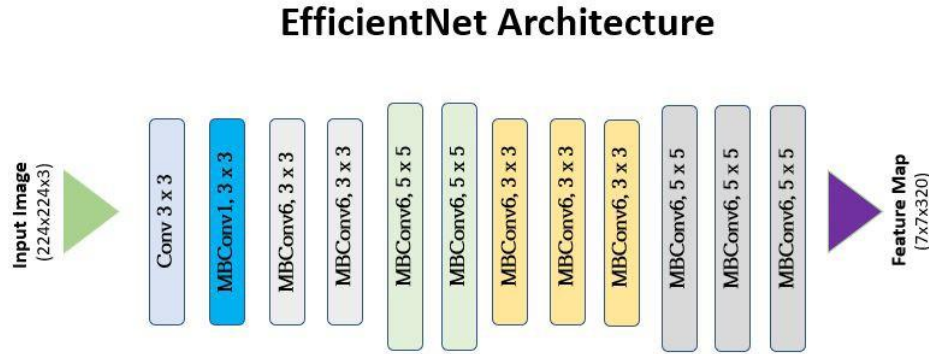 EfficientNet Architecture
Input Image
(224x224x3)
Conv 3 x 3
MBConv1, 3 x 3
MBConv6, 3 x 3
MBConv6, 3 x 3
MBConv6, 5 x 5
MBConv6, 5 x 5
MBConv6, 3 x 3
MBConv6, 3 x 3
MBConv6, 3 x 3
MBConv6, 5 x 5
MBConv6, 5 x 5
MBConv6, 5 x 5
Feature Map
(7x7x320)